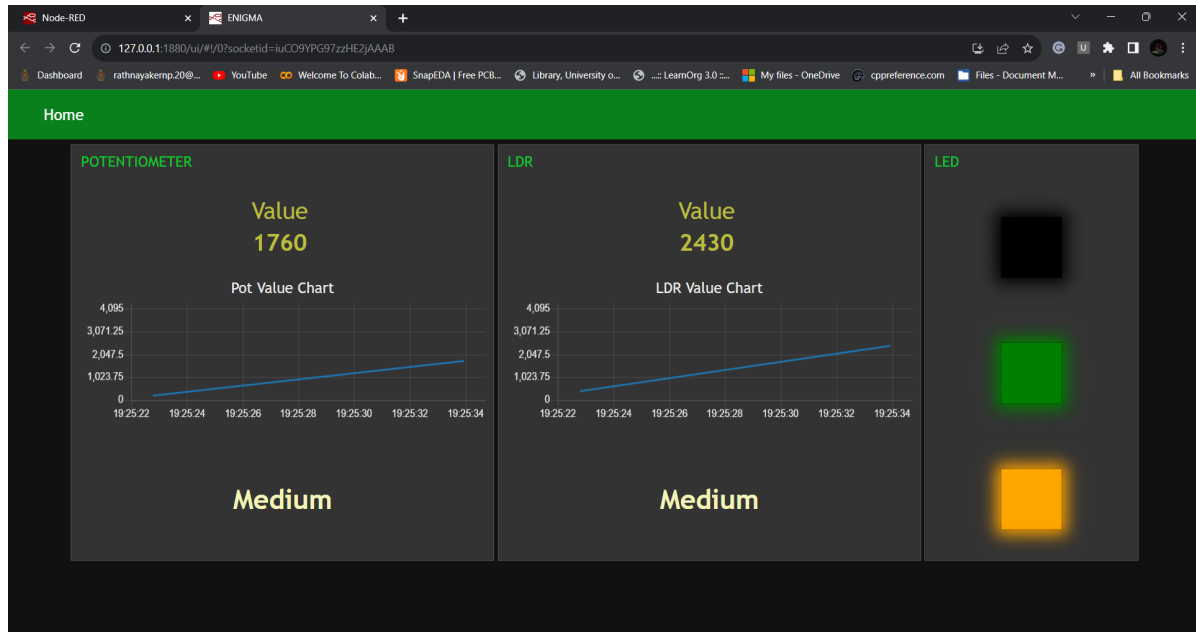 Node-RED
ENIGMA
127.0.0.1:1880/ui/#!/0?socketid=iuCO9YPG97zzHE2jAAAB
Dashboard rathnayakernp.20@... YouTube Welcome To Colab... SnapEDA | Free PCB... Library, University o... ...:: LearnOrg 3.0 ::... My files - OneDrive cppreference.com Files - Document M... » All Bookmarks
Home
POTENTIOMETER
Value
1760
Pot Value Chart
4,095
3,071.25
2,047.5
1,023.75
0
19:25:22 19:25:24 19:25:26 19:25:28 19:25:30 19:25:32 19:25:34
Medium
LDR
Value
2430
LDR Value Chart
4,095
3,071.25
2,047.5
1,023.75
0
19:25:22 19:25:24 19:25:26 19:25:28 19:25:30 19:25:32 19:25:34
Medium
LED